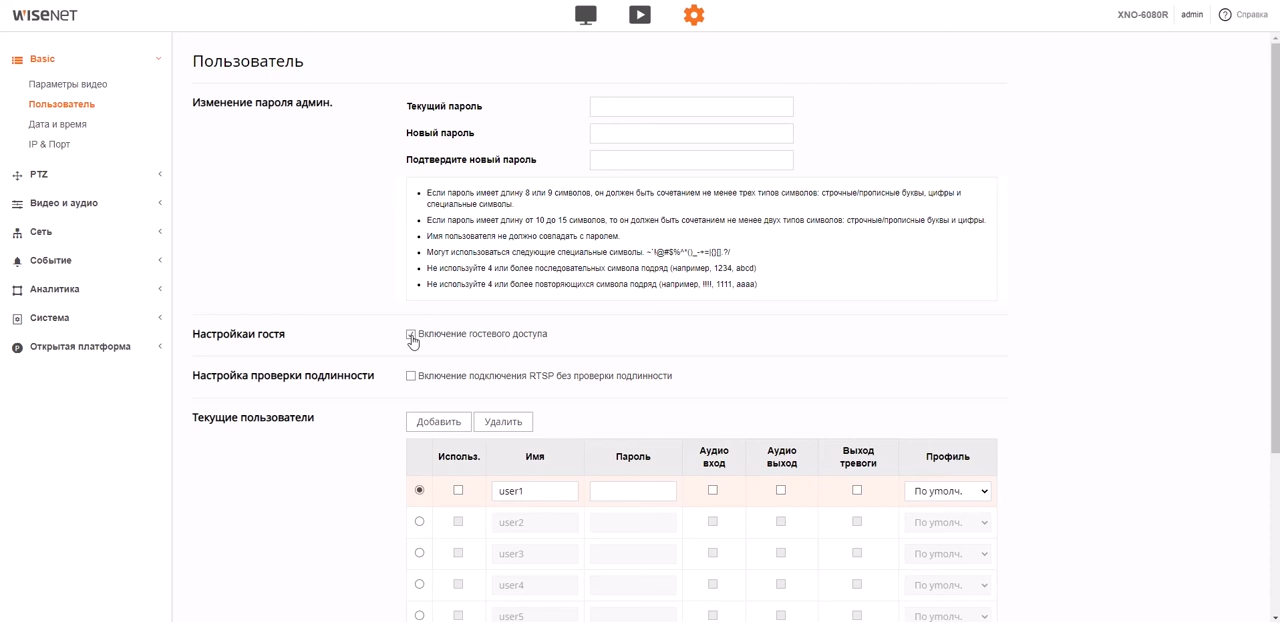 WISENET
XNO-6080R admin ? Справка
Basic
Параметры видео
Пользователь
Дата и время
IP & Порт
PTZ
Видео и аудио
Сеть
Событие
Аналитика
Система
P Открытая платформа
Пользователь
Изменение пароля админ.
Текущий пароль
Новый пароль
Подтвердите новый пароль
• Если пароль имеет длину 8 или 9 символов, он должен быть сочетанием не менее трех типов символов: строчные/прописные буквы, цифры и
специальные символы.
• Если пароль имеет длину от 10 до 15 символов, то он должен быть сочетанием не менее двух типов символов: строчные/прописные буквы и цифры.
• Имя пользователя не должно совпадать с паролем.
• Могут использоваться следующие специальные символы. ~`!@#$%^*()_-+=|{}[].?/
• Не используйте 4 или более последовательных символа подряд (например, 1234, abcd)
• Не используйте 4 или более повторяющихся символа подряд (например, !!!!, 1111, aaaa)
Настройкаи гостя
Включение гостевого доступа
Настройка проверки подлинности
Включение подключения RTSP без проверки подлинности
Текущие пользователи
Добавить Удалить
Использ. Имя Пароль Аудио вход Аудио выход Выход тревоги Профиль
user1 По умолч.
user2 По умолч.
user3 По умолч.
user4 По умолч.
user5 По умолч.